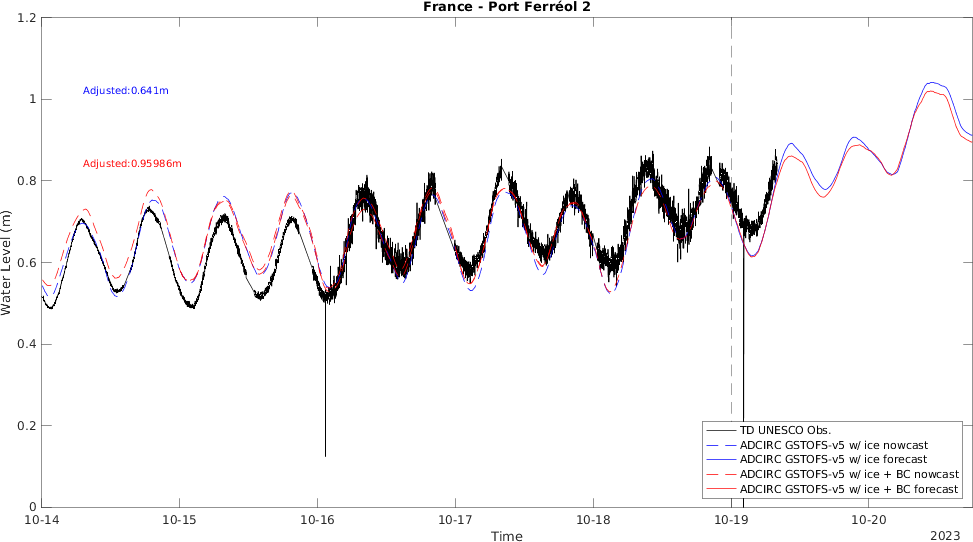 France - Port Ferréol 2
1.2
1
0.8
0.6
0.4
0.2
0
Water Level (m)
Adjusted:0.641m
Adjusted:0.95986m
TD UNESCO Obs.
ADCIRC GSTOFS-v5 w/ ice nowcast
ADCIRC GSTOFS-v5 w/ ice forecast
ADCIRC GSTOFS-v5 w/ ice + BC nowcast
ADCIRC GSTOFS-v5 w/ ice + BC forecast
10-14 10-15 10-16 10-17 10-18 10-19 10-20
Time
2023